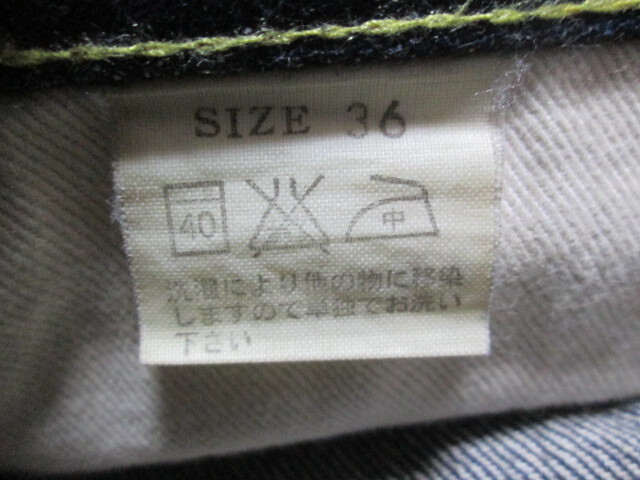 SIZE 36
40 中
洗濯により他の物に移染
しますので単独でお洗い
下さい